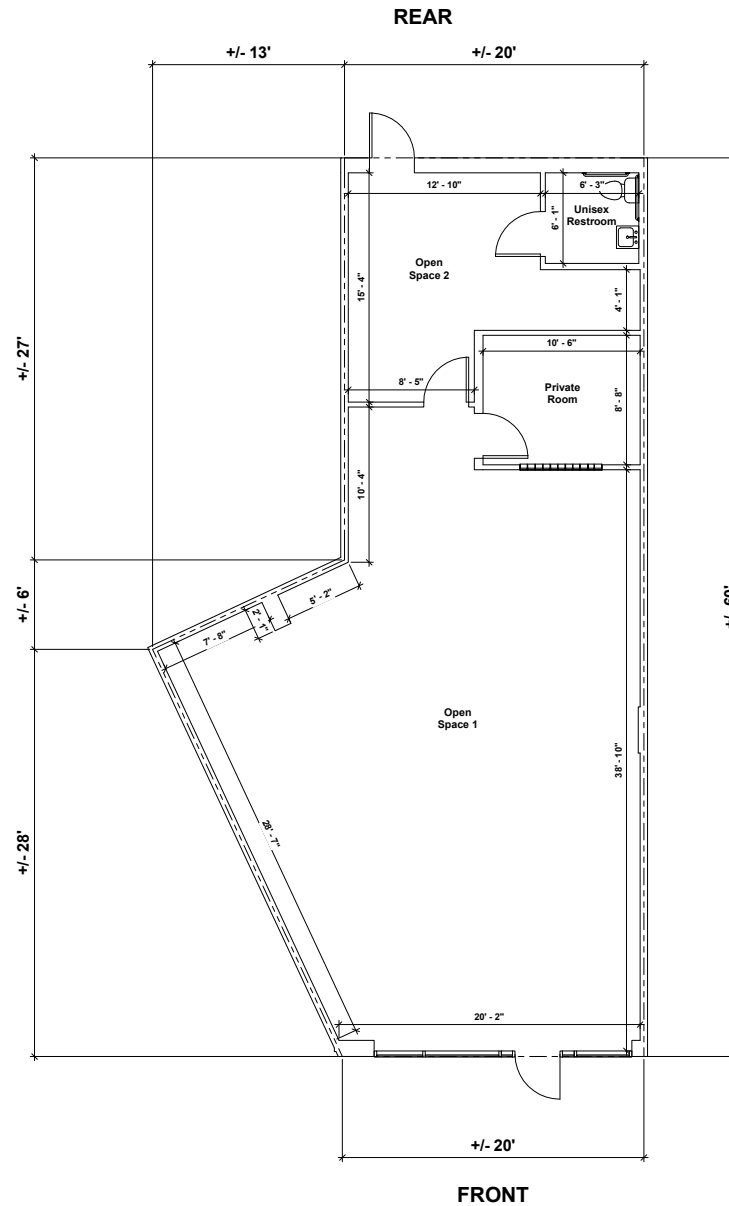 REAR
+/- 13'
+/- 20'
12' - 10"
6' - 3"
Unisex
Restroom
6' - 1"
Open
Space 2
15' - 4"
4' - 1"
+/- 27'
10' - 6"
8' - 5"
Private
Room
8' - 8"
10' - 4"
+/- 6'
5' - 2"
2' - 1"
7' - 8"
Open
Space 1
38' - 10"
28' - 7"
+/- 28'
20' - 2"
+/- 20'
FRONT